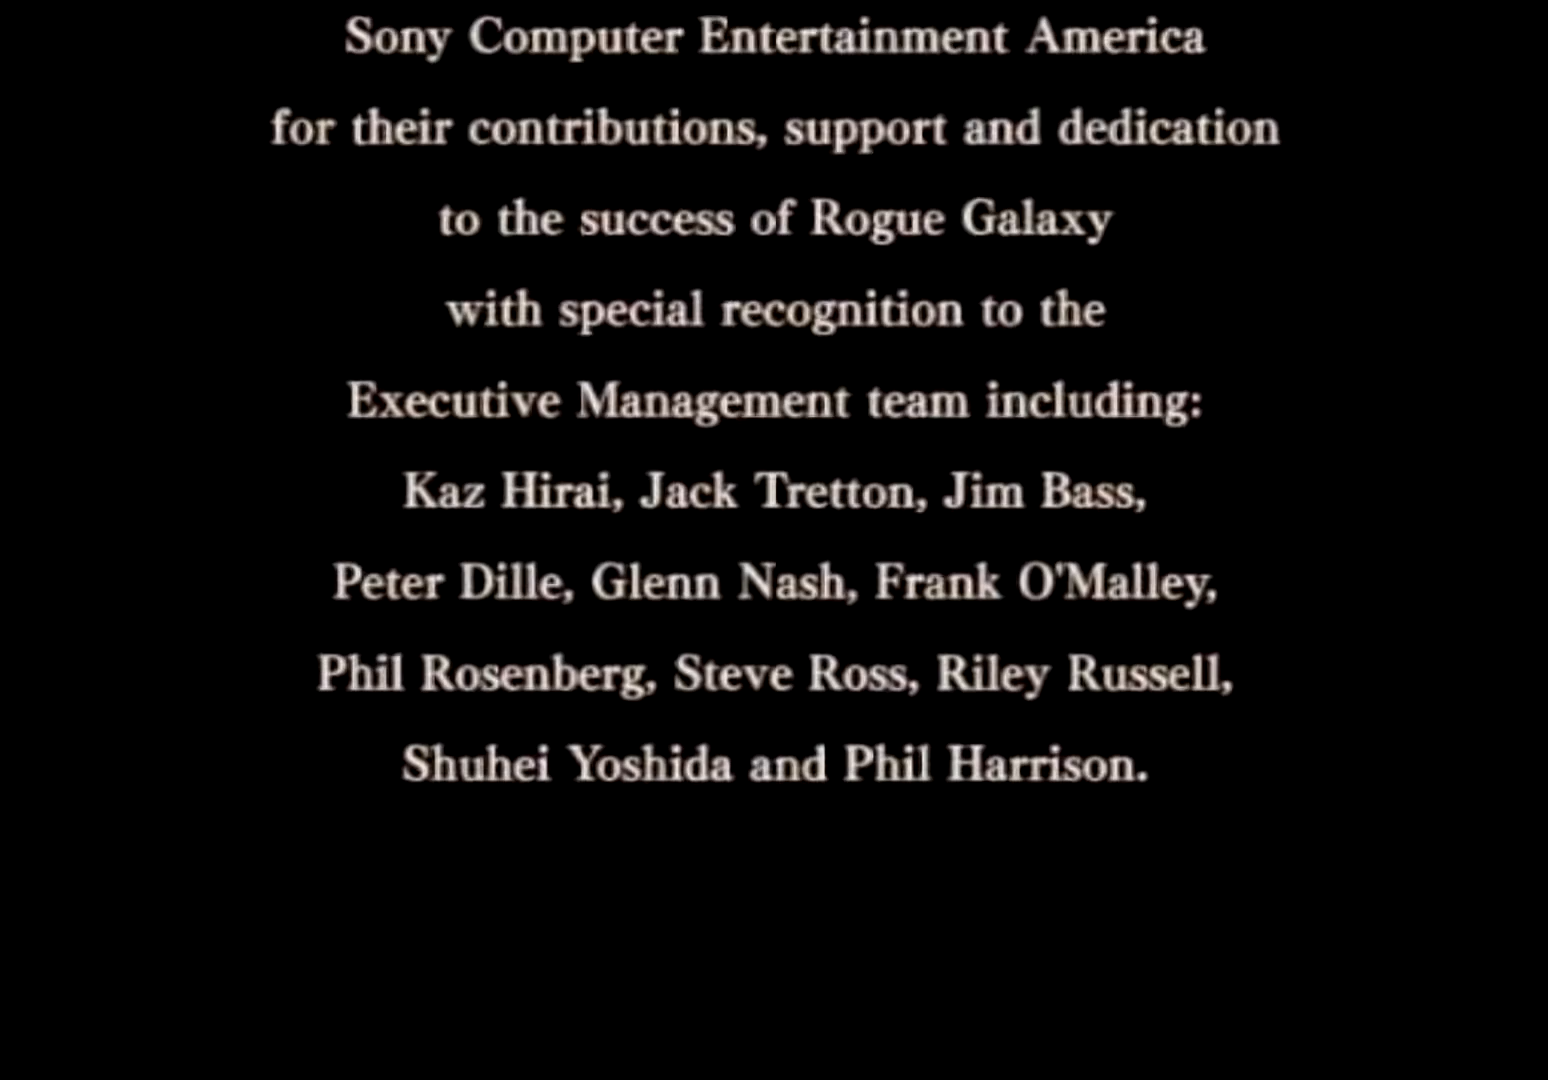 Sony Computer Entertainment America
for their contributions, support and dedication
to the success of Rogue Galaxy
with special recognition to the
Executive Management team including:
Kaz Hirai, Jack Tretton, Jim Bass,
Peter Dille, Glenn Nash, Frank O'Malley,
Phil Rosenberg, Steve Ross, Riley Russell,
Shuhei Yoshida and Phil Harrison.